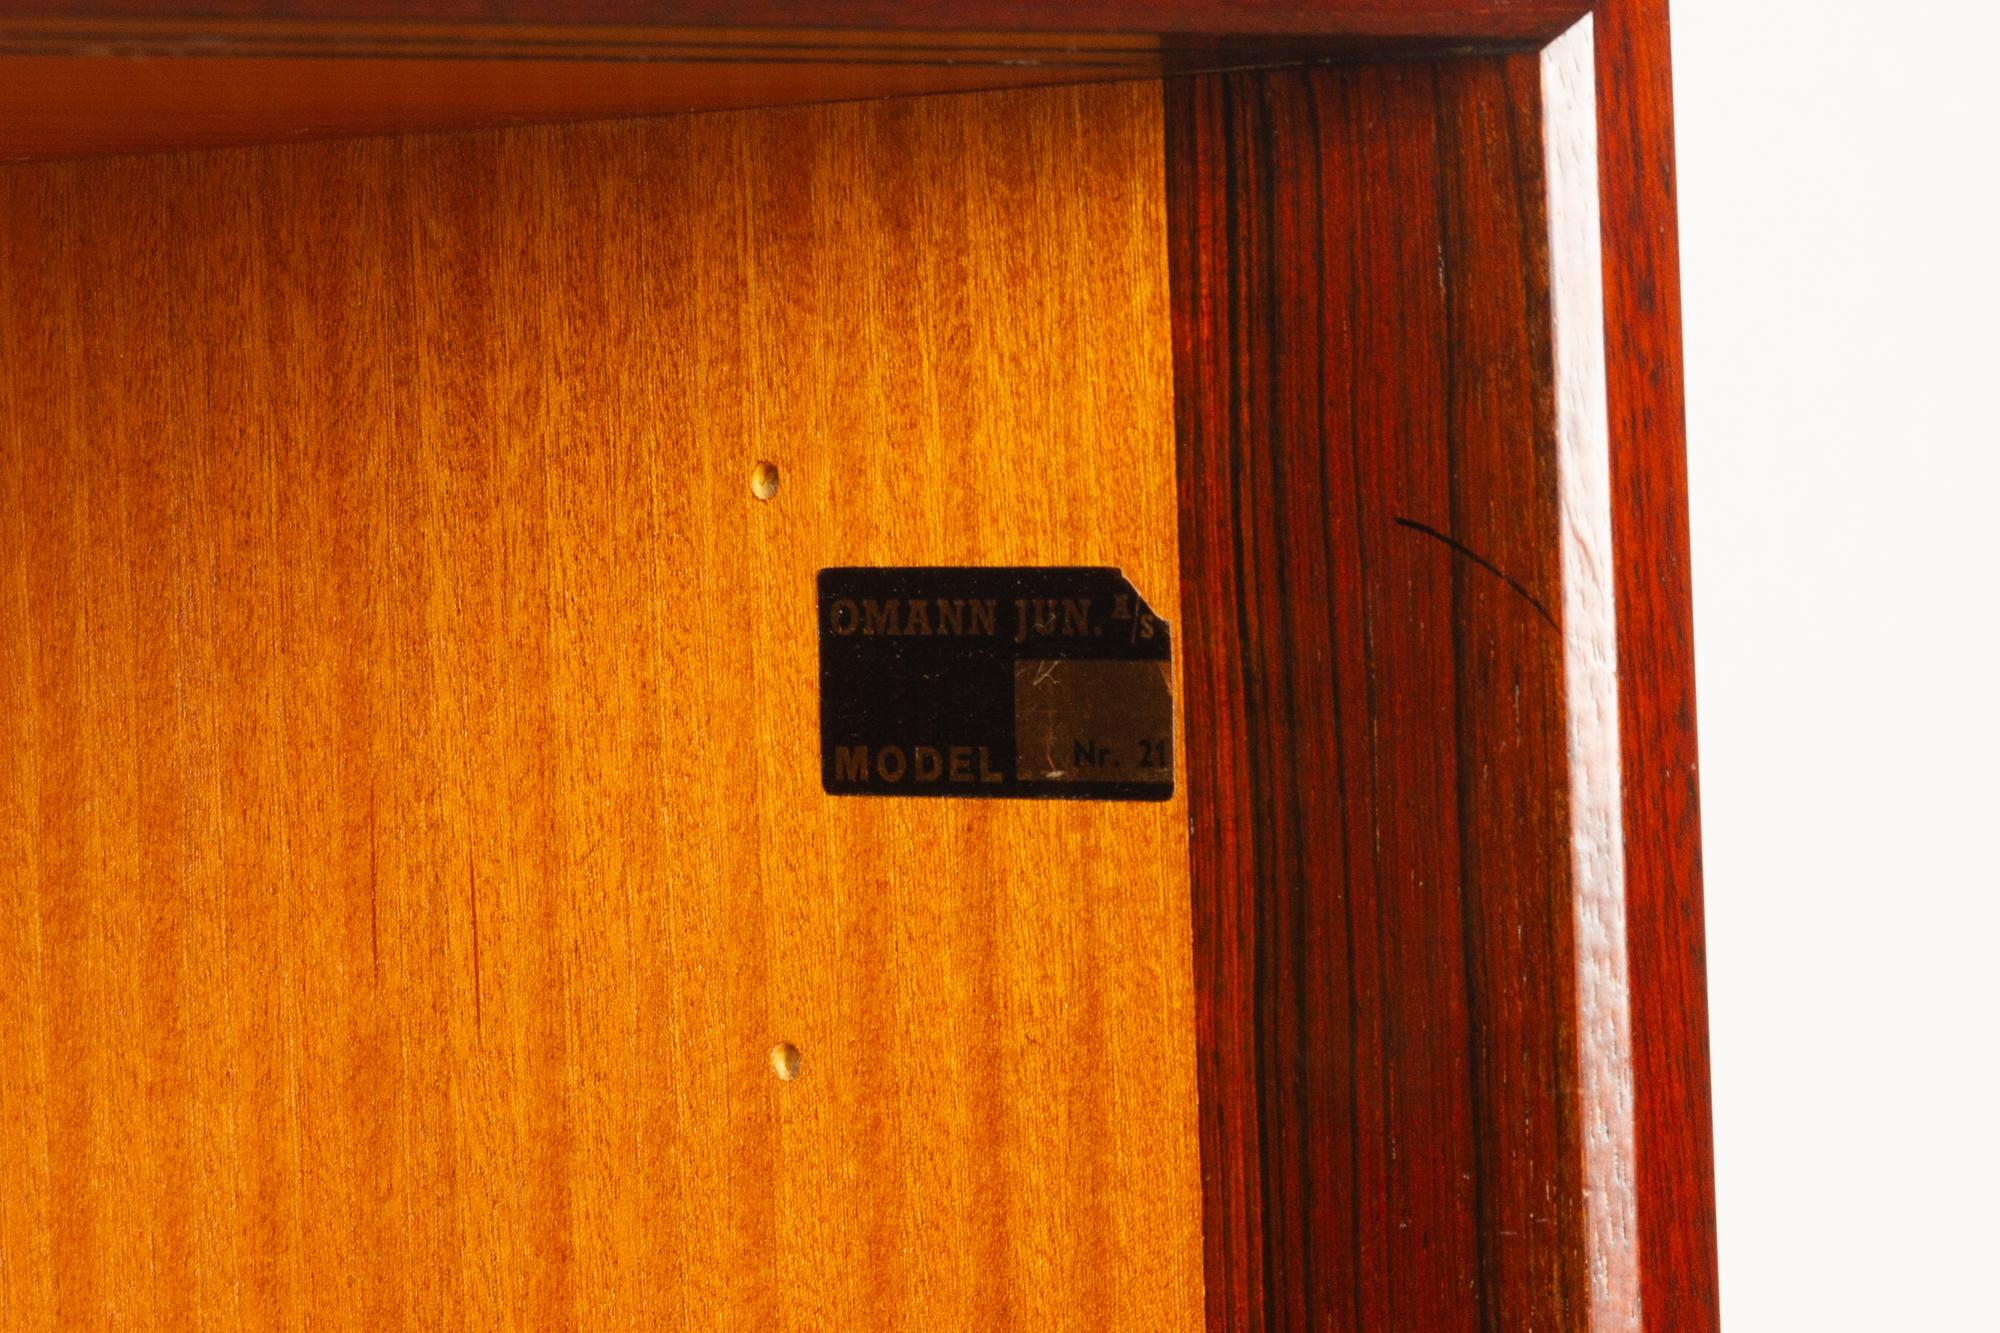 OMANN JUN. A/S
MODEL Nr. 21